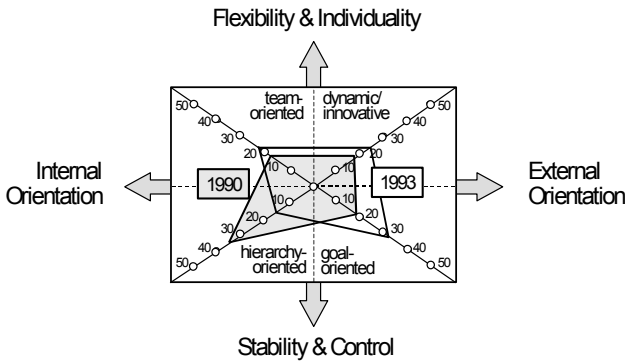 Flexibility & Individuality
team-
oriented
dynamic/
innovative
50
50
40
40
30
30
20
20
10
10
Internal
Orientation
1990
1993
External
Orientation
10
10
20
20
30
30
40
40
50
50
hierarchy-
oriented
goal-
oriented
Stability & Control